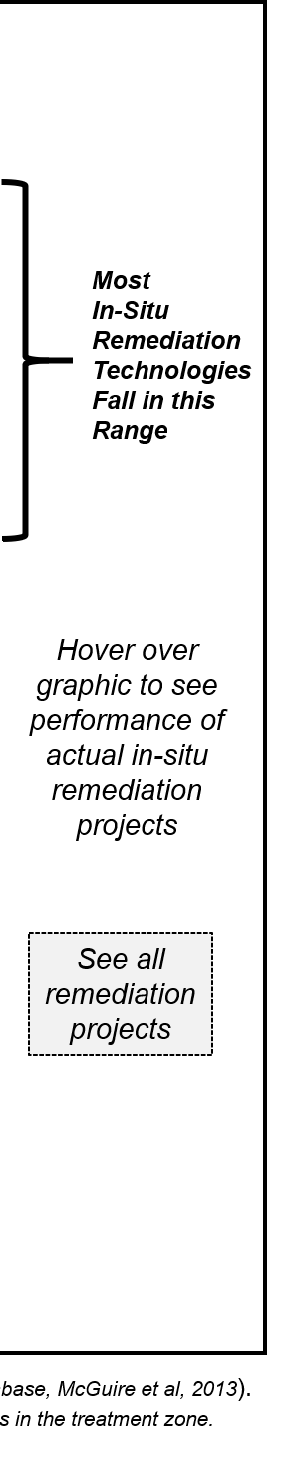 Most
In-Situ
Remediation
Technologies
Fall in this
Range
Hover over
graphic to see
performance of
actual in-situ
remediation
projects
See all
remediation
projects
base, McGuire et al, 2013).
s in the treatment zone.